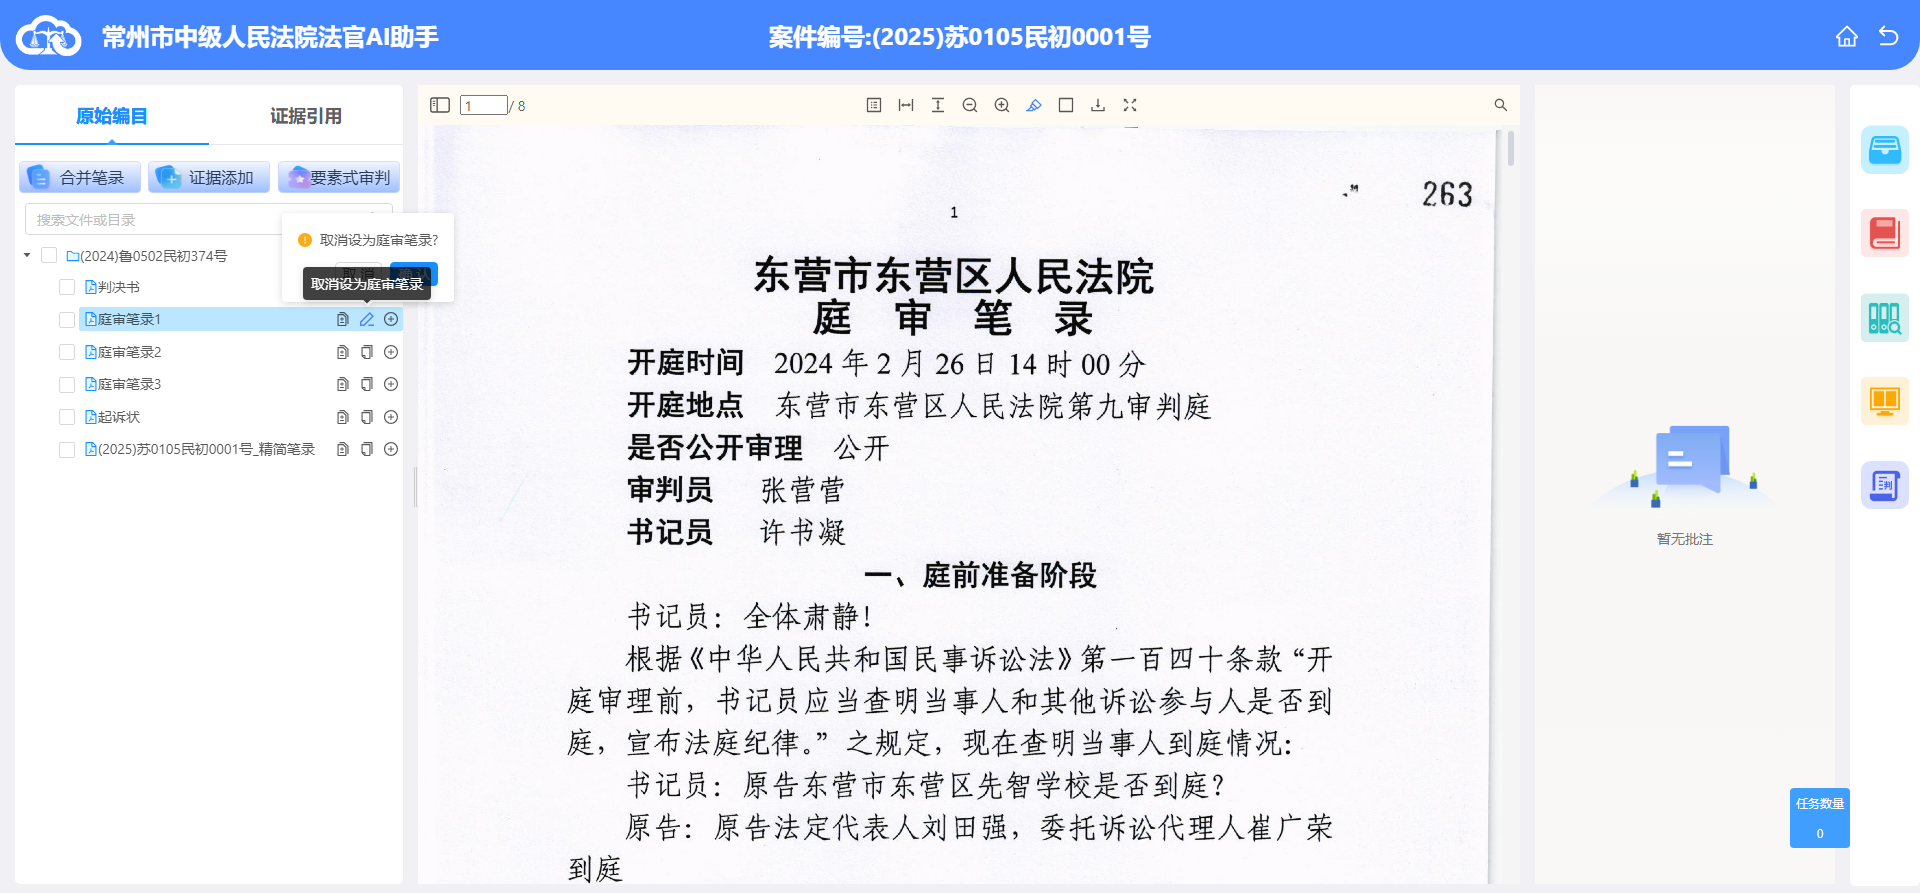 常州市中级人民法院法官AI助手
案件编号:(2025)苏0105民初0001号
原始编目
证据引用
合并笔录
证据添加
要素式审判
搜索文件或目录
取消设为庭审笔录?
取消设为庭审笔录
(2024)鲁0502民初374号
判决书
庭审笔录1
庭审笔录2
庭审笔录3
起诉状
(2025)苏0105民初0001号_精简笔录
1 / 8
263
1
东营市东营区人民法院
庭 审 笔 录
开庭时间 2024 年 2 月 26 日 14 时 00 分
开庭地点 东营市东营区人民法院第九审判庭
是否公开审理 公开
审判员 张营营
书记员 许书凝
一、庭前准备阶段
书记员：全体肃静！
根据《中华人民共和国民事诉讼法》第一百四十条款“开
庭审理前，书记员应当查明当事人和其他诉讼参与人是否到
庭，宣布法庭纪律。”之规定，现在查明当事人到庭情况：
书记员：原告东营市东营区先智学校是否到庭？
原告：原告法定代表人刘田强，委托诉讼代理人崔广荣
到庭
暂无批注
判
任务数量
0